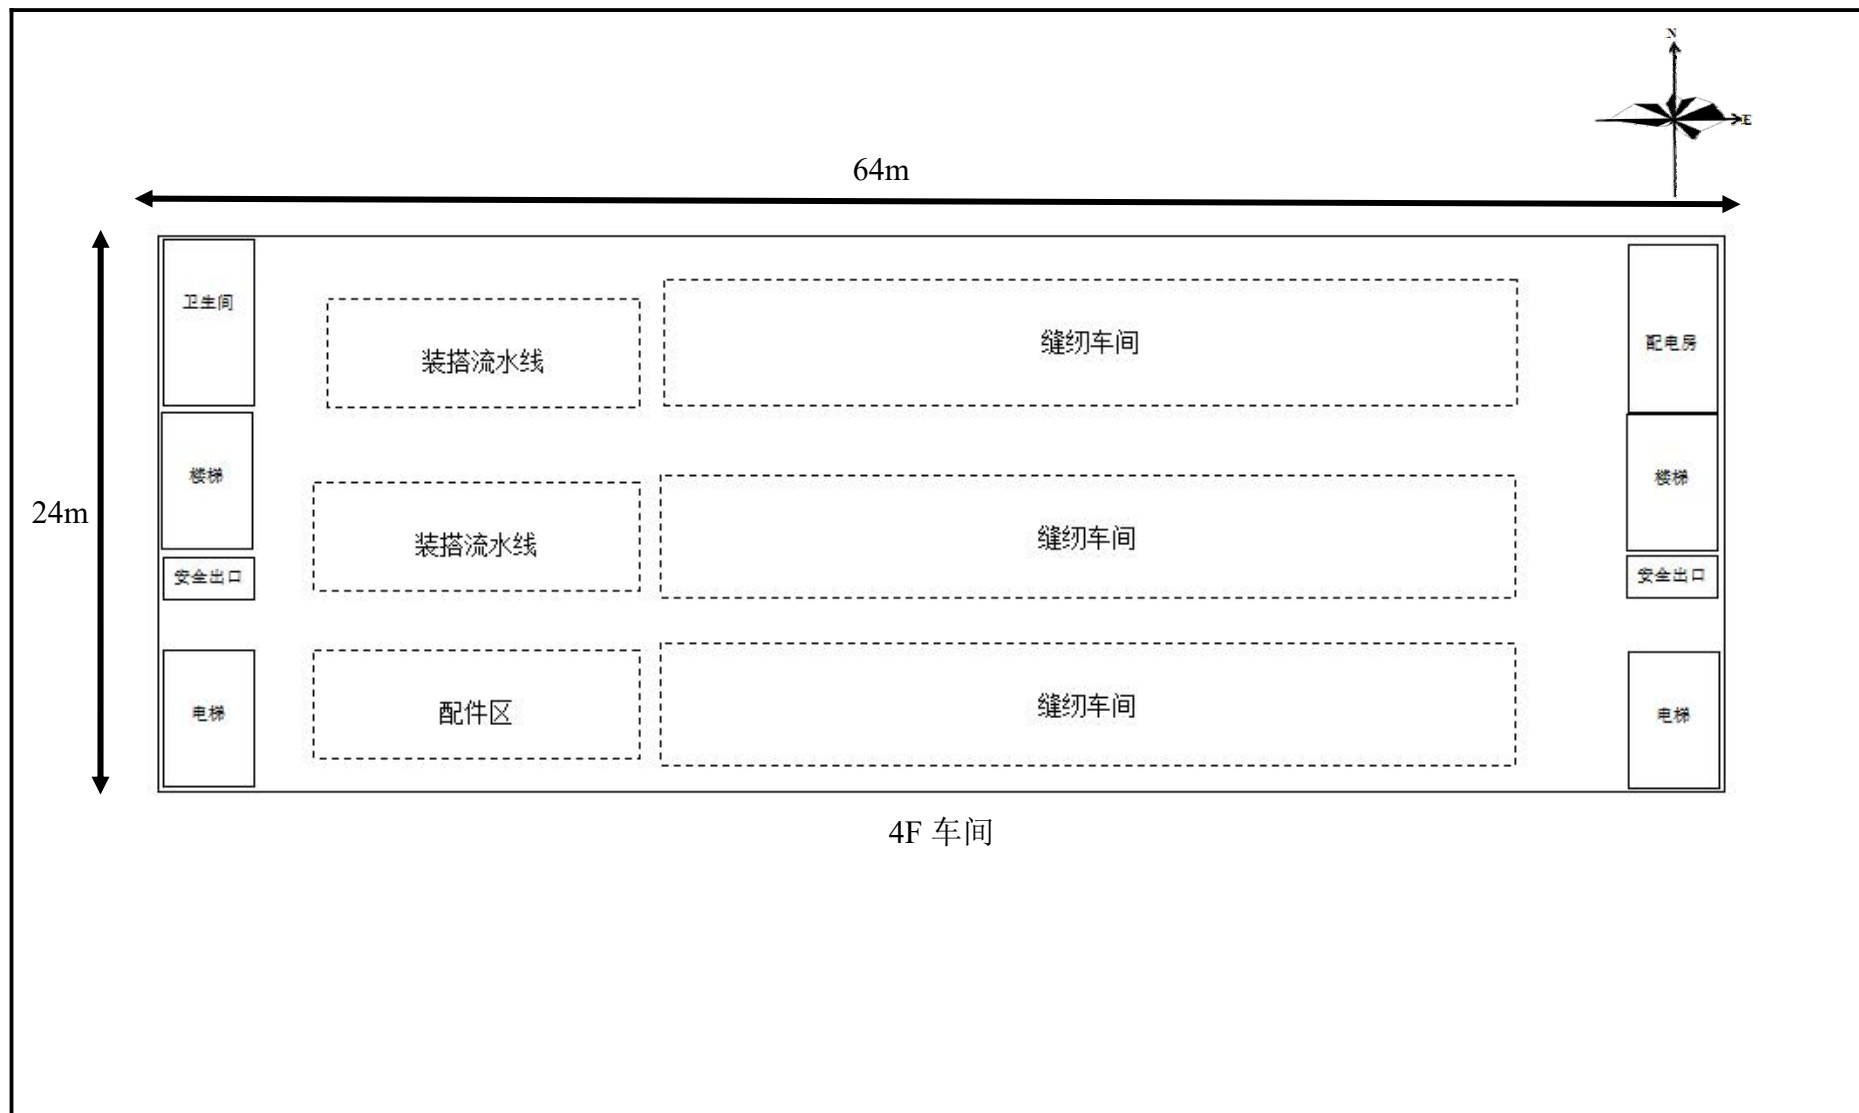 N
E
64m
24m
卫生间
装搭流水线
缝纫车间
配电房
楼梯
装搭流水线
缝纫车间
楼梯
安全出口
安全出口
电梯
配件区
缝纫车间
电梯
4F 车间